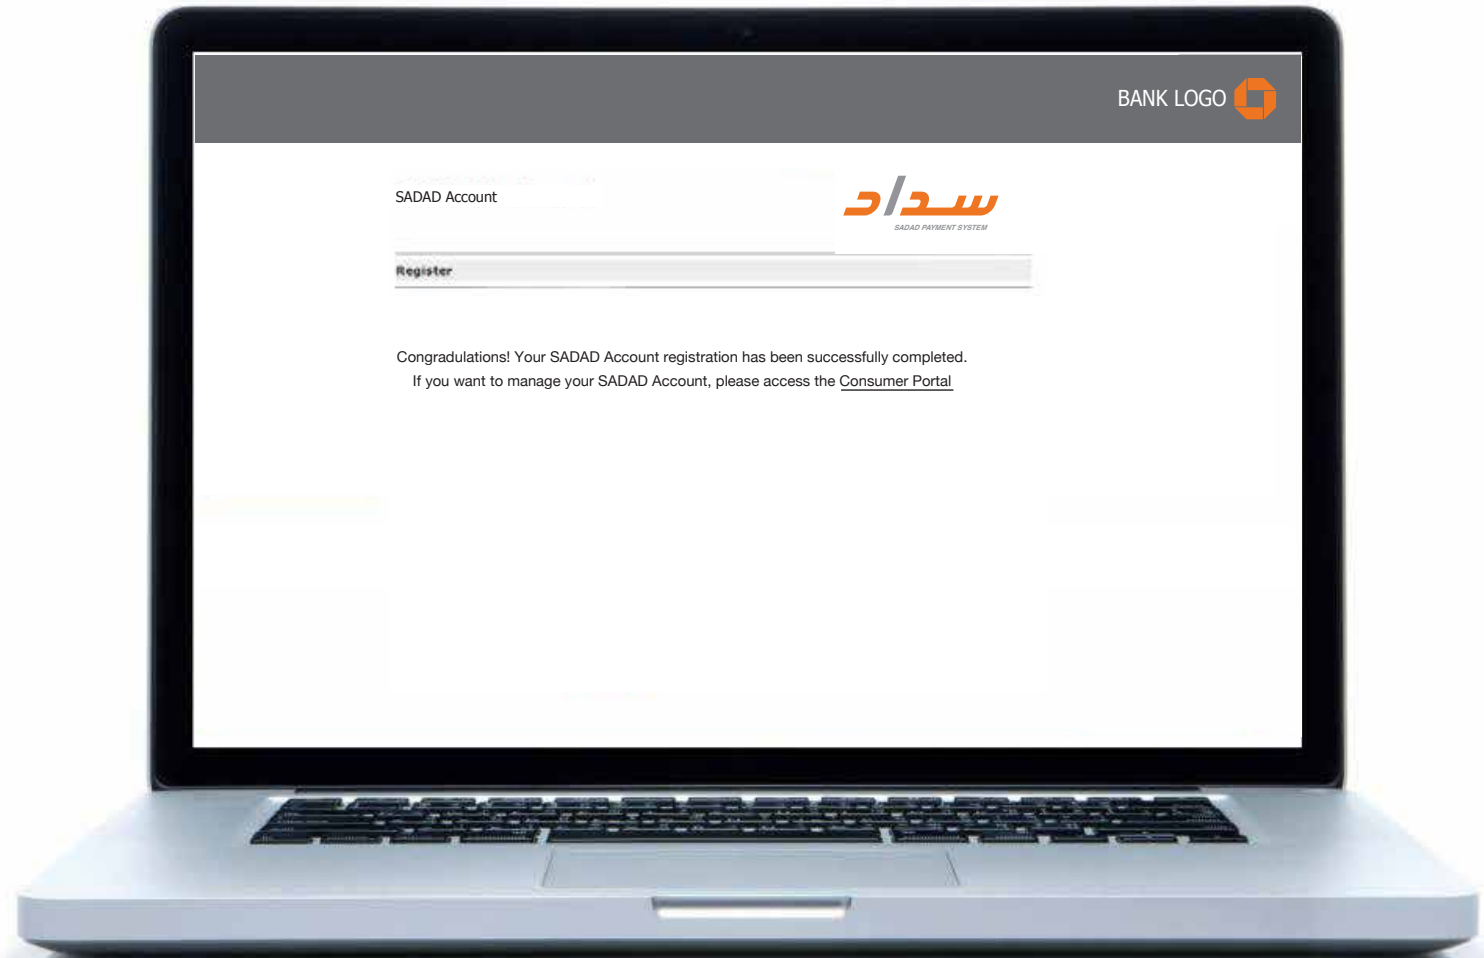 BANK LOGO
SADAD Account
سداد
SADAD PAYMENT SYSTEM
Register
Congradulations! Your SADAD Account registration has been successfully completed.
If you want to manage your SADAD Account, please access the Consumer Portal